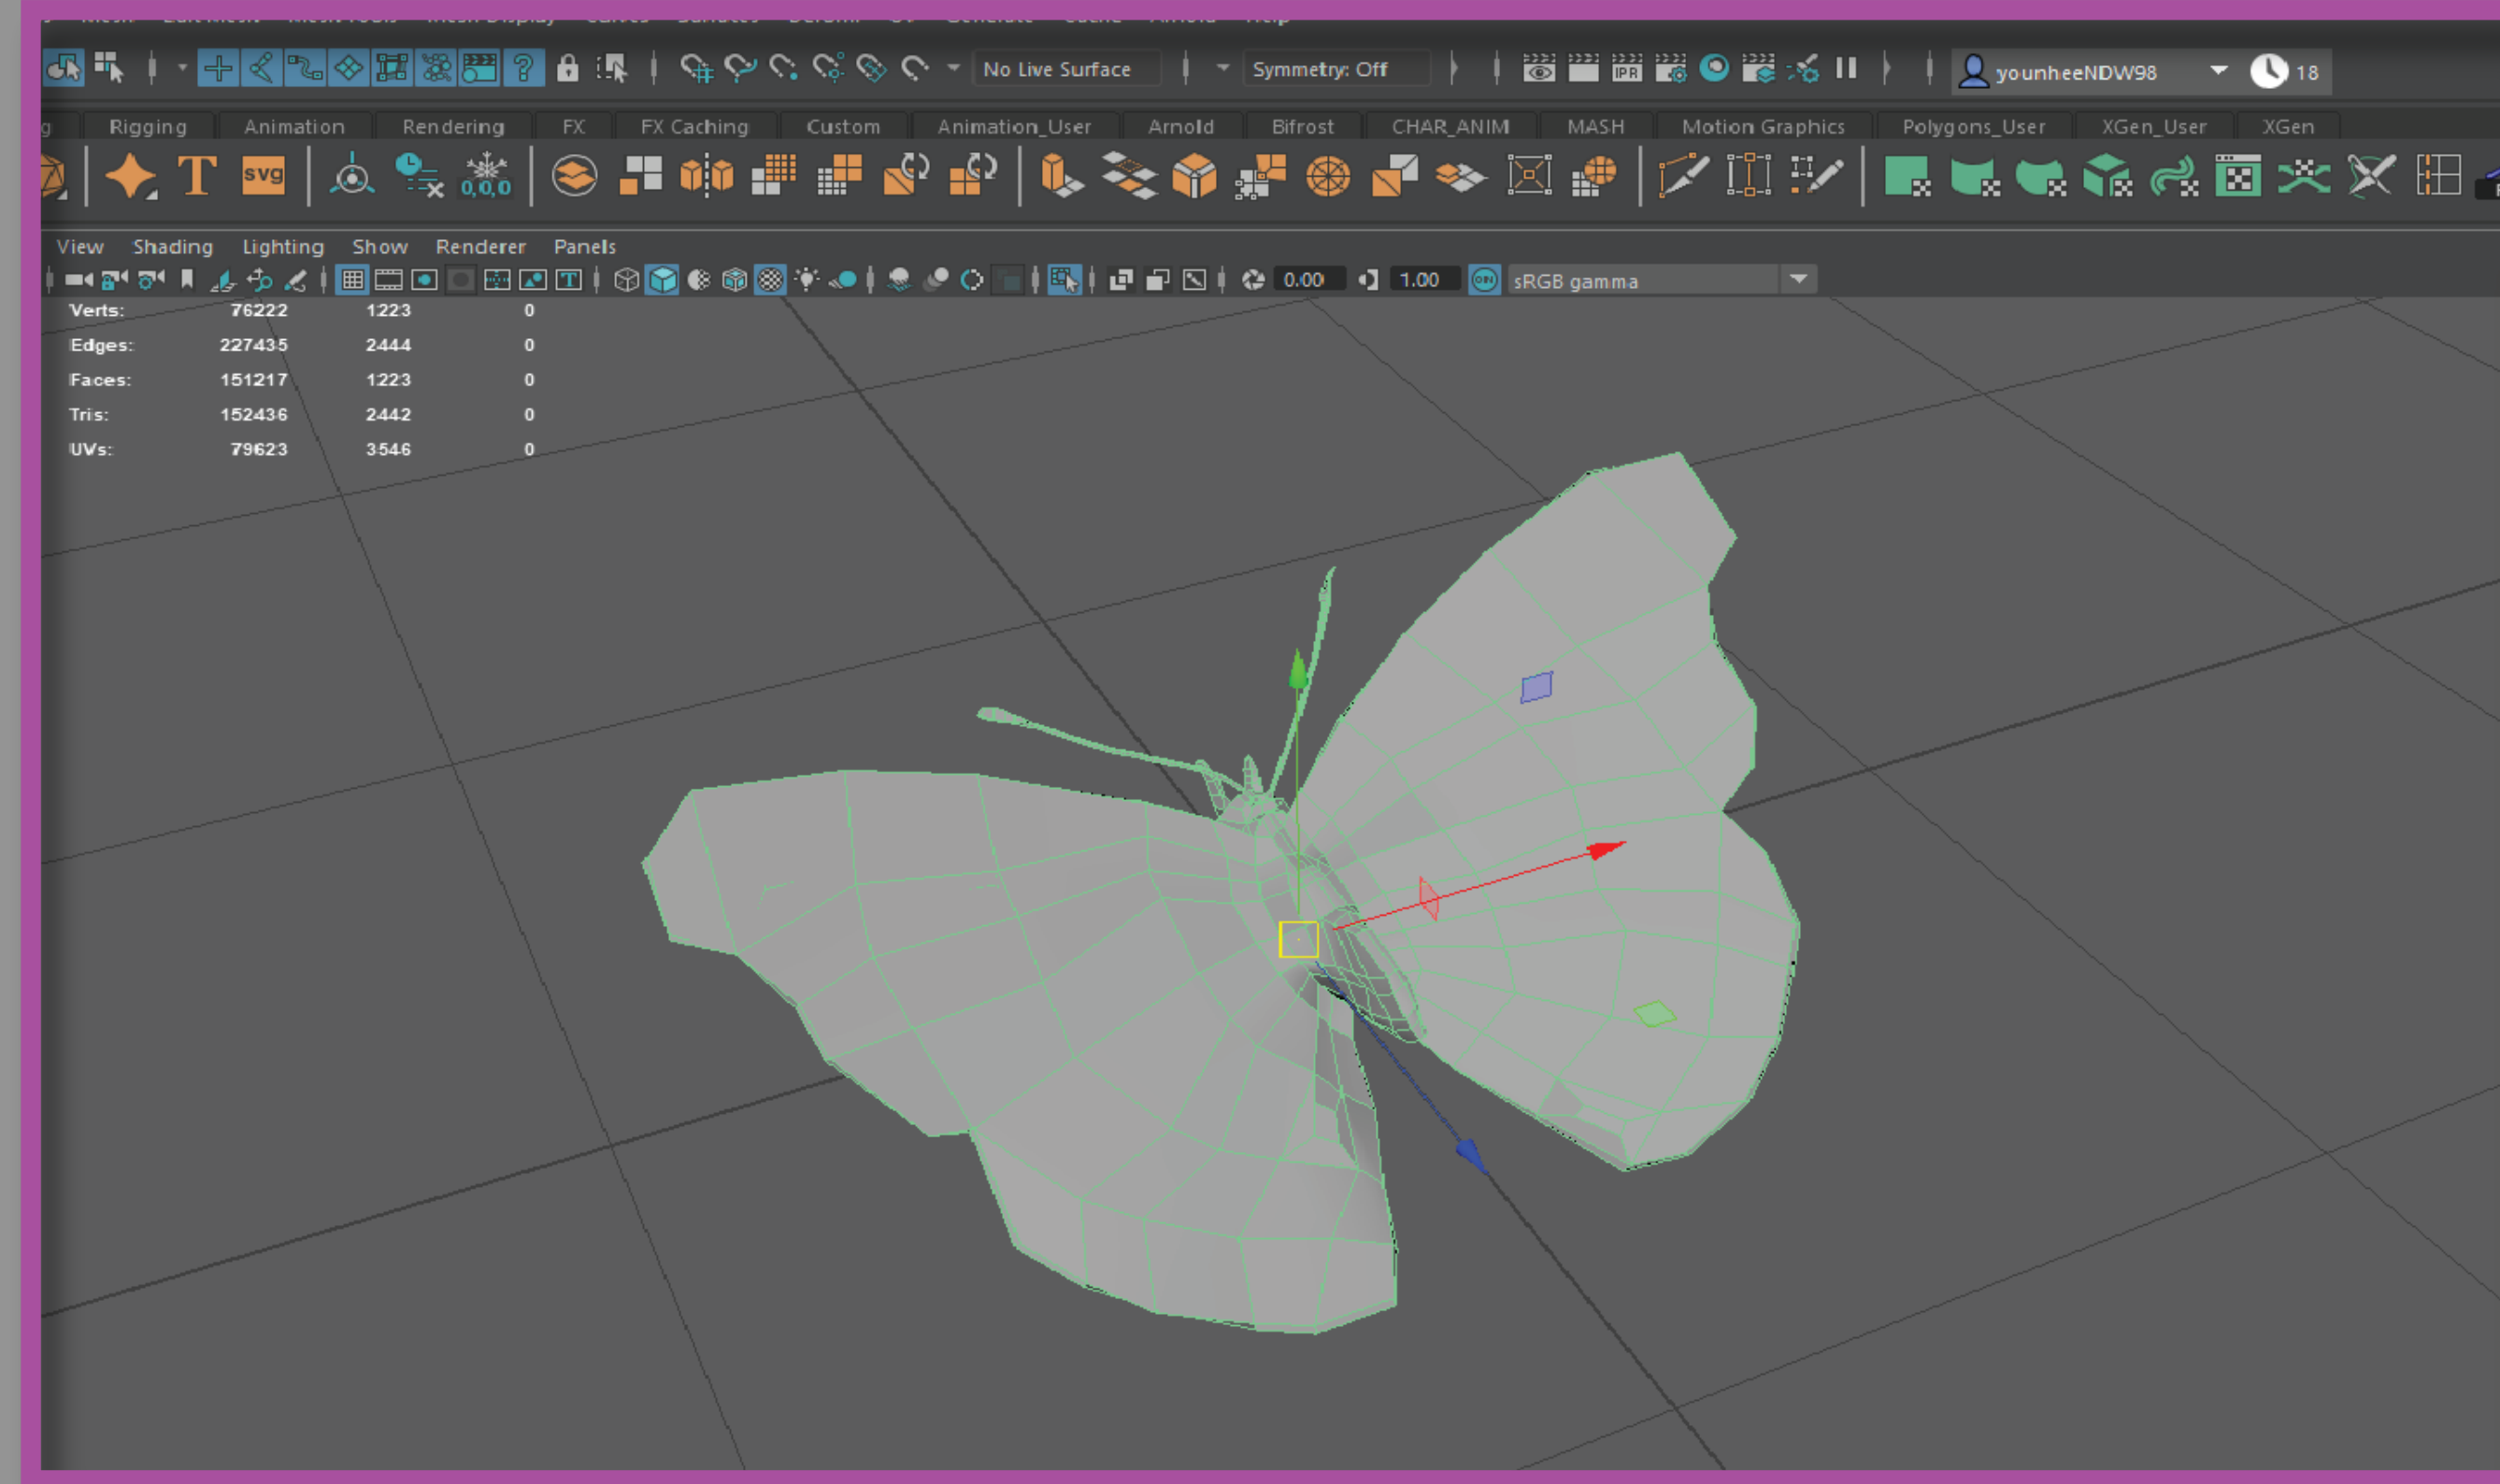 No Live Surface Symmetry: Off IPR younheeNDW98 18
Rigging Animation Rendering FX FX Caching Custom Animation_User Arnold Bifrost CHAR_ANIM MASH Motion Graphics Polygons_User XGen_User XGen
T svg 0,0,0
View Shading Lighting Show Renderer Panels
T 0.00 1.00 ON sRGB gamma
Verts: 76222 1223 0
Edges: 227435 2444 0
Faces: 151217 1223 0
Tris: 152436 2442 0
UVs: 79623 3546 0